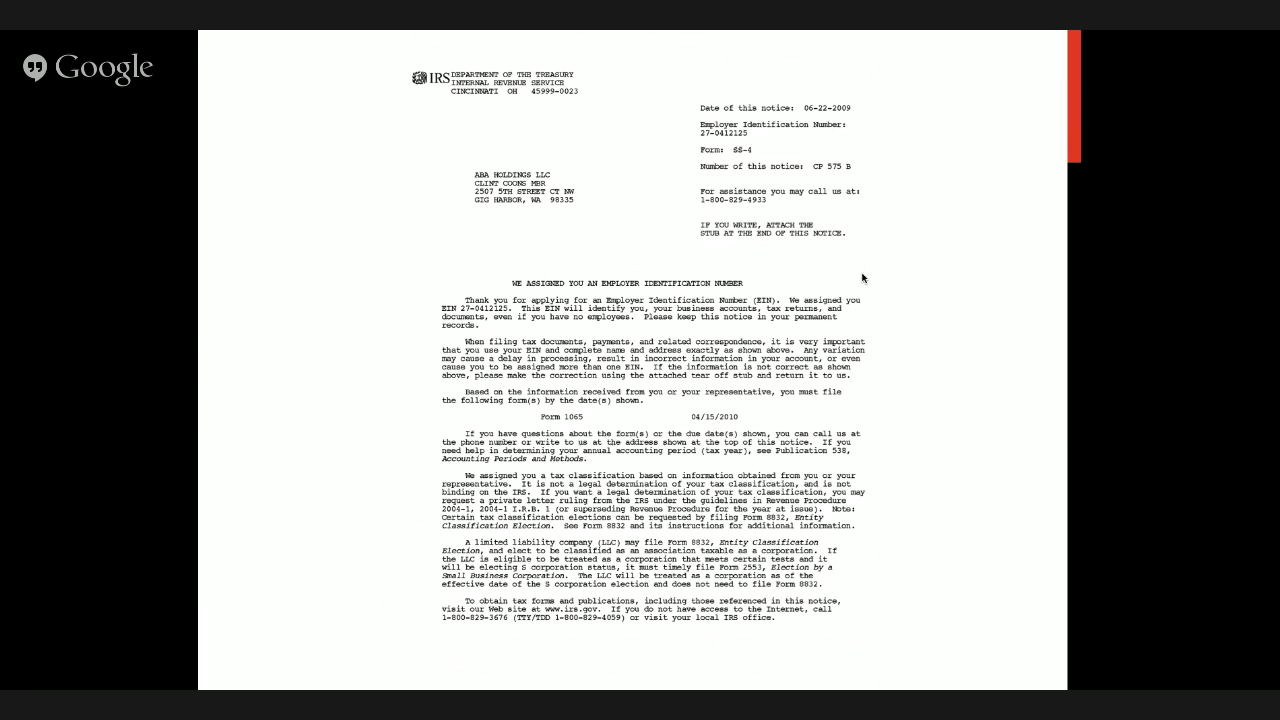 Google
IRS
DEPARTMENT OF THE TREASURY
INTERNAL REVENUE SERVICE
CINCINNATI OH 45999-0023
Date of this notice: 06-22-2009
Employer Identification Number:
27-0412125
Form: SS-4
Number of this notice: CP 575 B
ABA HOLDINGS LLC
CLINT COONS MBR
2507 5TH STREET CT NW
GIG HARBOR, WA 98335
For assistance you may call us at:
1-800-829-4933
IF YOU WRITE, ATTACH THE
STUB AT THE END OF THIS NOTICE.
WE ASSIGNED YOU AN EMPLOYER IDENTIFICATION NUMBER
Thank you for applying for an Employer Identification Number (EIN). We assigned you
EIN 27-0412125. This EIN will identify you, your business accounts, tax returns, and
documents, even if you have no employees. Please keep this notice in your permanent
records.
When filing tax documents, payments, and related correspondence, it is very important
that you use your EIN and complete name and address exactly as shown above. Any variation
may cause a delay in processing, result in incorrect information in your account, or even
cause you to be assigned more than one EIN. If the information is not correct as shown
above, please make the correction using the attached tear off stub and return it to us.
Based on the information received from you or your representative, you must file
the following form(s) by the date(s) shown.
Form 1065 04/15/2010
If you have questions about the form(s) or the due date(s) shown, you can call us at
the phone number or write to us at the address shown at the top of this notice. If you
need help in determining your annual accounting period (tax year), see Publication 538,
Accounting Periods and Methods.
We assigned you a tax classification based on information obtained from you or your
representative. It is not a legal determination of your tax classification, and is not
binding on the IRS. If you want a legal determination of your tax classification, you may
request a private letter ruling from the IRS under the guidelines in Revenue Procedure
2004-1, 2004-1 I.R.B. 1 (or superseding Revenue Procedure for the year at issue). Note:
Certain tax classification elections can be requested by filing Form 8832, Entity
Classification Election. See Form 8832 and its instructions for additional information.
A limited liability company (LLC) may file Form 8832, Entity Classification
Election, and elect to be classified as an association taxable as a corporation. If
the LLC is eligible to be treated as a corporation that meets certain tests and it
will be electing S corporation status, it must timely file Form 2553, Election by a
Small Business Corporation. The LLC will be treated as a corporation as of the
effective date of the S corporation election and does not need to file Form 8832.
To obtain tax forms and publications, including those referenced in this notice,
visit our Web site at www.irs.gov. If you do not have access to the Internet, call
1-800-829-3676 (TTY/TDD 1-800-829-4059) or visit your local IRS office.